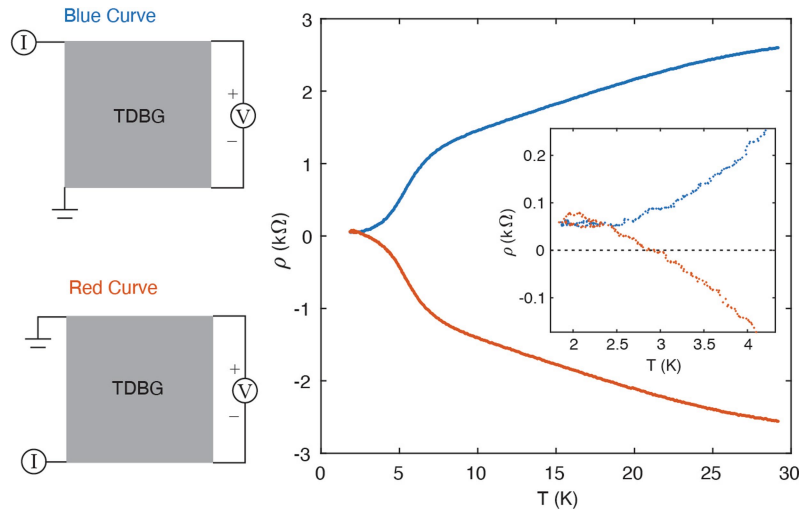 Blue Curve
I
TDBG
+
V
−
Red Curve
TDBG
+
V
−
I
3
2
1
0
-1
-2
-3
ρ (kΩ)
0 5 10 15 20 25 30
T (K)
0.2
0.1
0
-0.1
ρ (kΩ)
2 2.5 3 3.5 4
T (K)